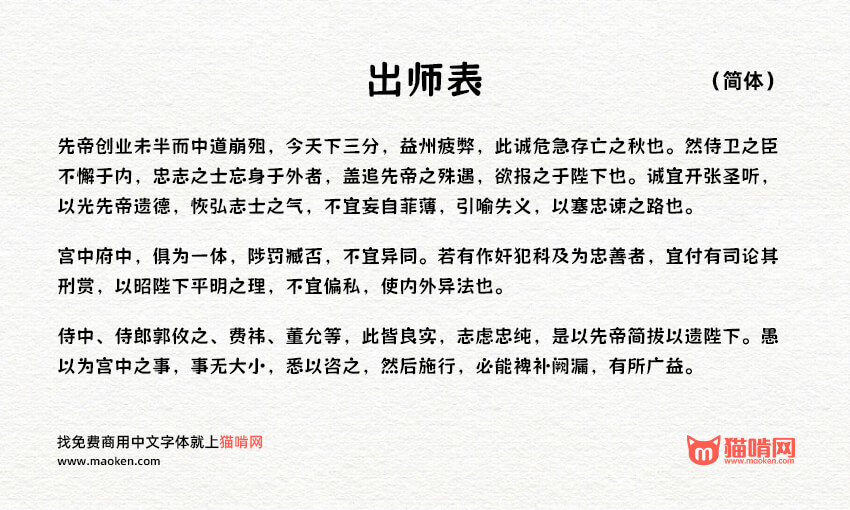 出师表
（简体）
先帝创业未半而中道崩殂，今天下三分，益州疲弊，此诚危急存亡之秋也。然侍卫之臣
不懈于内，忠志之士忘身于外者，盖追先帝之殊遇，欲报之于陛下也。诚宜开张圣听，
以光先帝遗德，恢弘志士之气，不宜妄自菲薄，引喻失义，以塞忠谏之路也。
宫中府中，俱为一体，陟罚臧否，不宜异同。若有作奸犯科及为忠善者，宜付有司论其
刑赏，以昭陛下平明之理，不宜偏私，使内外异法也。
侍中、侍郎郭攸之、费祎、董允等，此皆良实，志虑忠纯，是以先帝简拔以遗陛下。愚
以为宫中之事，事无大小，悉以咨之，然后施行，必能裨补阙漏，有所广益。
找免费商用中文字体就上猫啃网
www.maoken.com
猫啃网
www.maoken.com